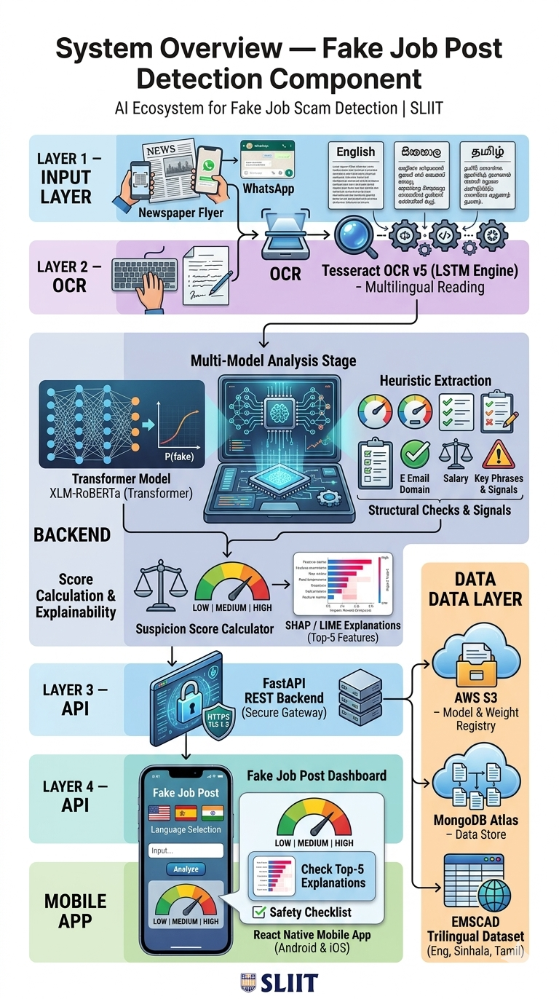 System Overview — Fake Job Post
Detection Component
AI Ecosystem for Fake Job Scam Detection | SLIIT
LAYER 1 —
INPUT
LAYER
NEWS
Newspaper Flyer
WhatsApp
English
தமிழ்
LAYER 2 —
OCR
OCR
Tesseract OCR v5 (LSTM Engine)
– Multilingual Reading
Multi-Model Analysis Stage
P(fake)
Transformer Model
XLM-RoBERTa (Transformer)
Heuristic Extraction
E Email
Domain
Salary
Key Phrases
& Signals
Structural Checks & Signals
BACKEND
Score
Calculation &
Explainability
LOW | MEDIUM | HIGH
Suspicion Score Calculator
SHAP / LIME Explanations
(Top-5 Features)
DATA
DATA LAYER
AWS S3
– Model & Weight
Registry
MongoDB Atlas
– Data Store
EMSCAD
Trilingual Dataset
(Eng, Sinhala, Tamil)
LAYER 3 —
API
HTTPS
TLS 1.3
FastAPI
REST Backend
(Secure Gateway)
LAYER 4 —
API
Fake Job Post
Language Selection
Input...
Analyze
LOW | MEDIUM | HIGH
Fake Job Post Dashboard
LOW | MEDIUM | HIGH
Check Top-5
Explanations
Safety Checklist
MOBILE
APP
React Native Mobile App
(Android & iOS)
SLIIT